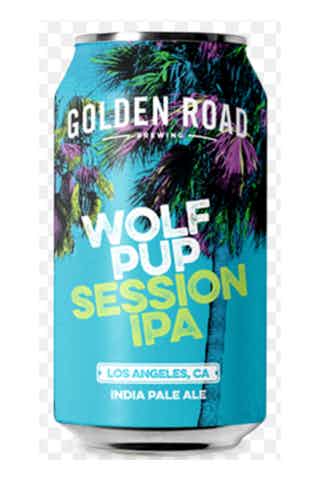 GOLDEN ROAD
BREWING
WOLF
PUP
SESSION
IPA
LOS ANGELES, CA
INDIA PALE ALE